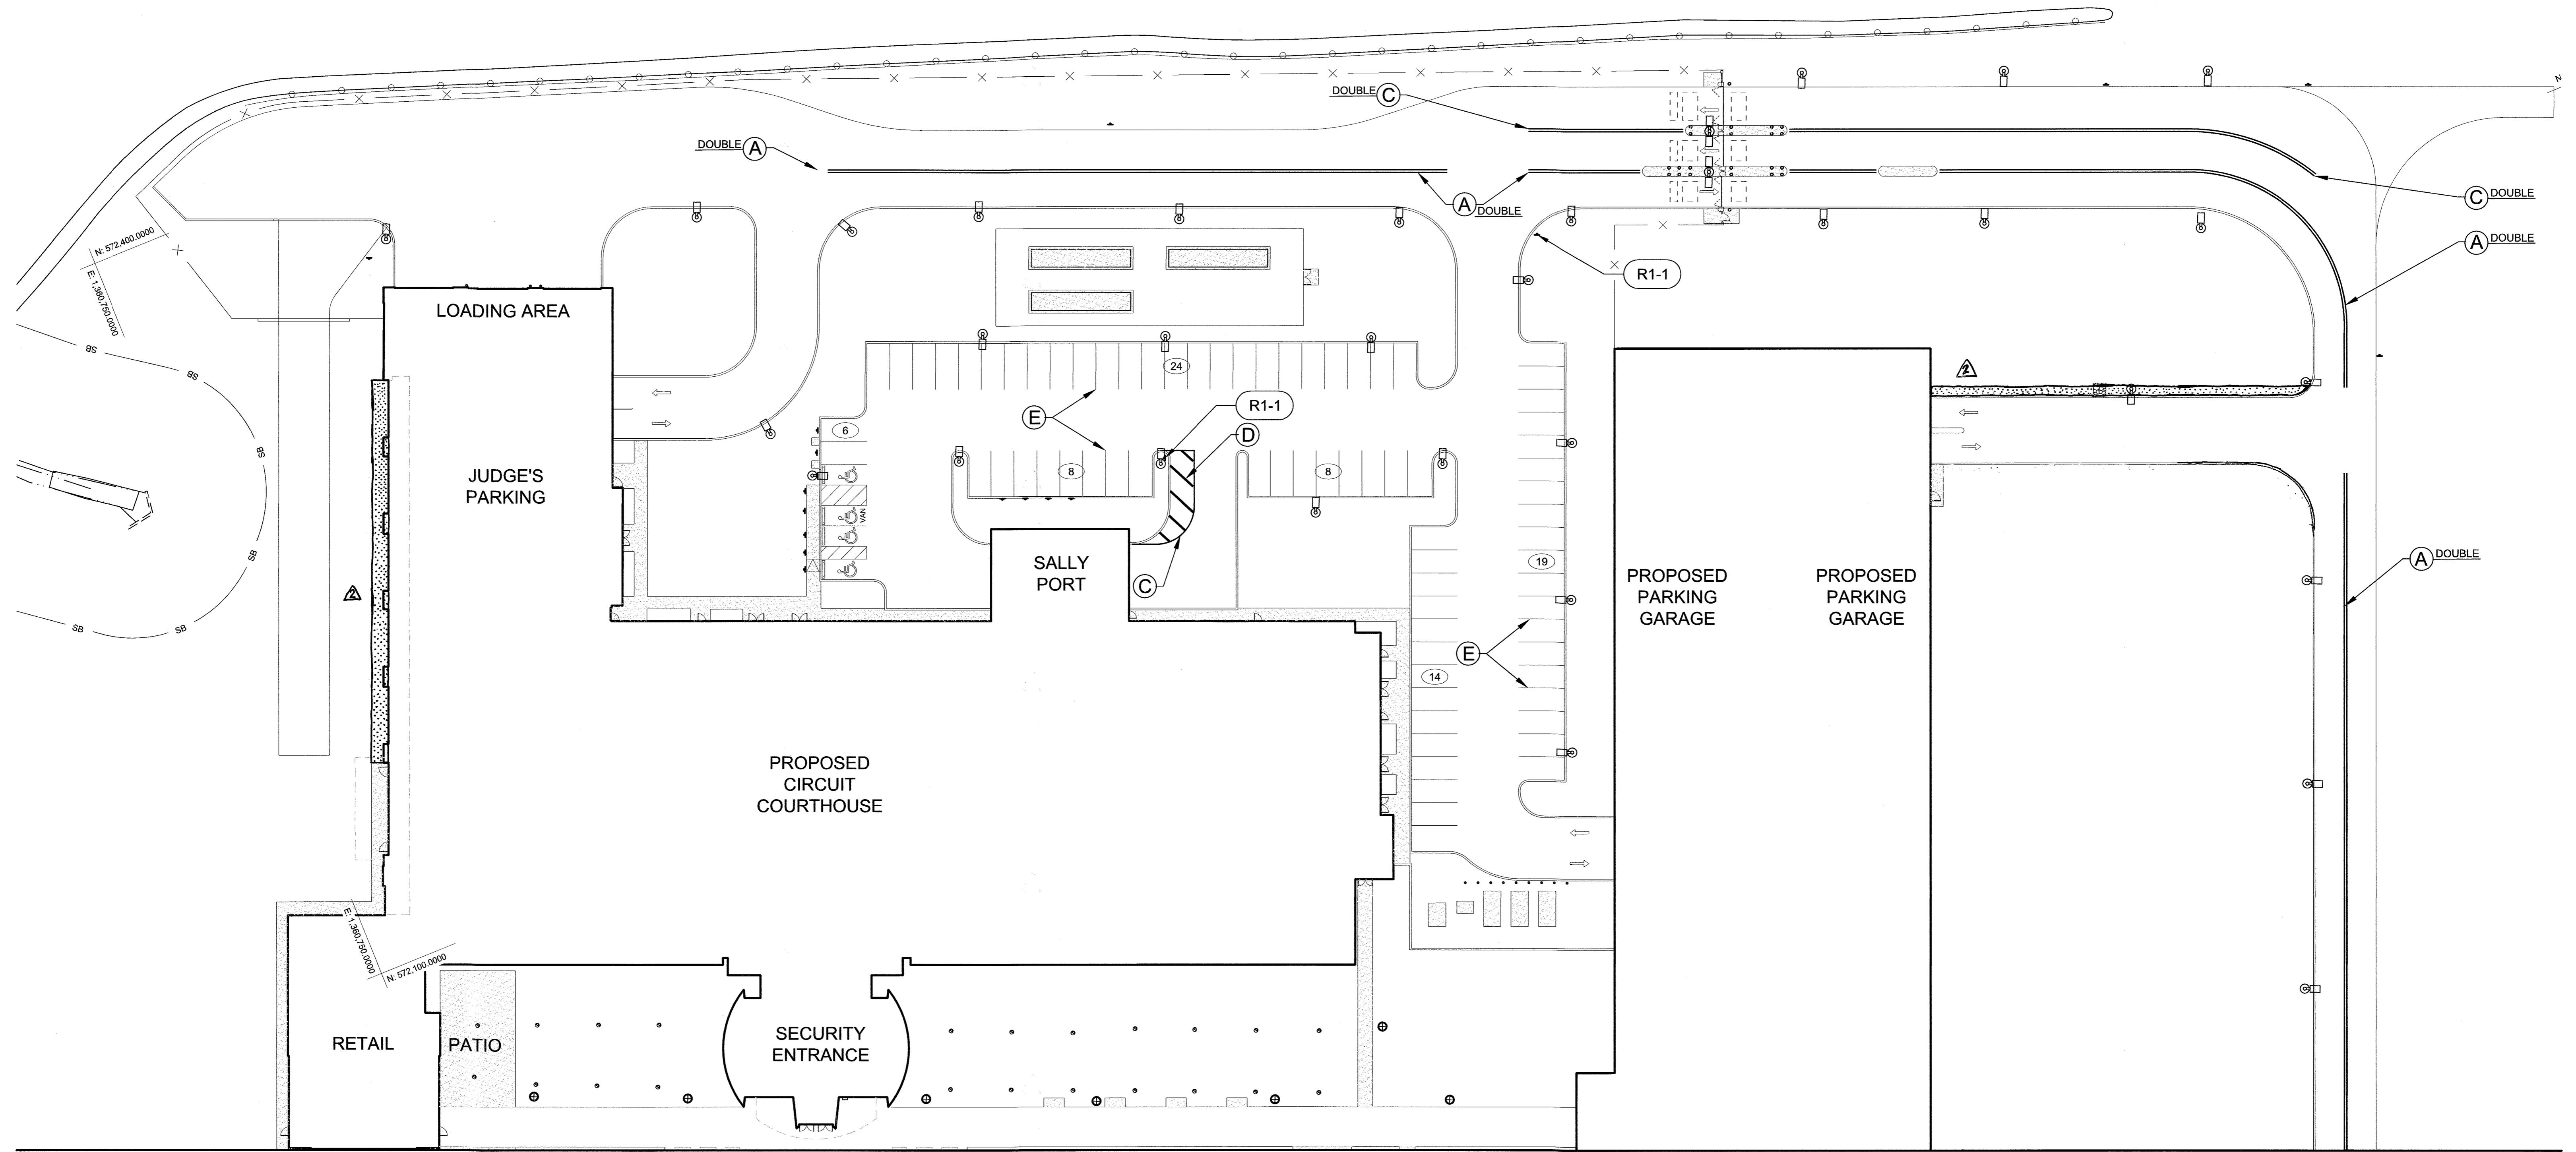 N
DOUBLE C
DOUBLE A
A DOUBLE
C DOUBLE
A DOUBLE
N: 572,400.0000
E: 1,360,750.0000
R1-1
LOADING AREA
SB
SB
SB
SB
SB
SB
24
2
E
R1-1
D
6
8
8
JUDGE'S
PARKING
VAN
SALLY
PORT
C
19
A DOUBLE
PROPOSED
PARKING
GARAGE
PROPOSED
PARKING
GARAGE
2
E
14
PROPOSED
CIRCUIT
COURTHOUSE
E: 1,360,750.0000
N: 572,100.0000
RETAIL
PATIO
SECURITY
ENTRANCE